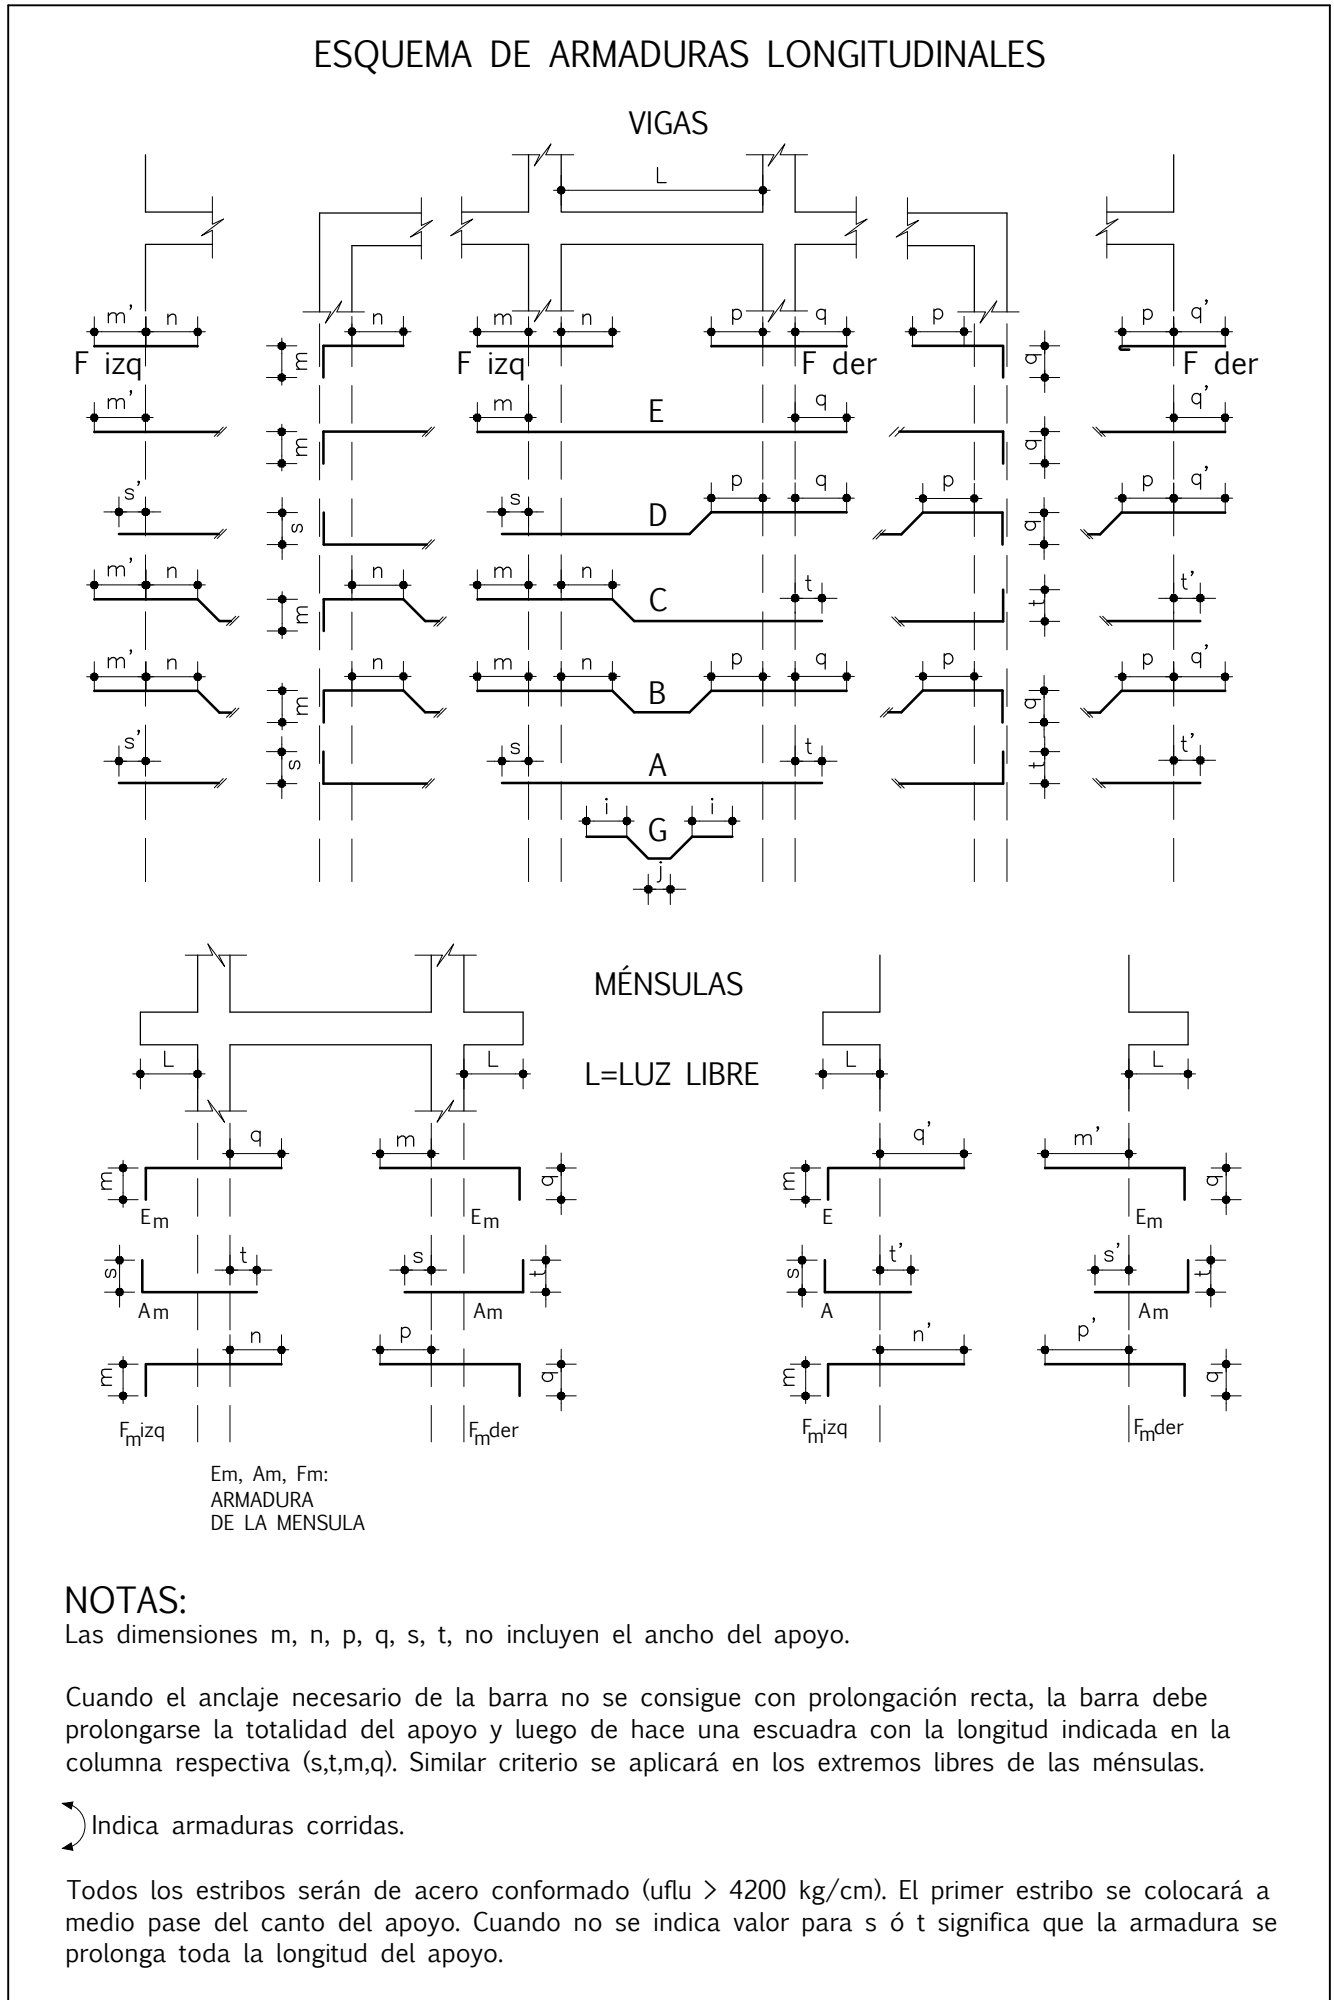 ESQUEMA DE ARMADURAS LONGITUDINALES
VIGAS
L
m' n n m n p q p p q'
F izq m F izq F der q F der
m' m m E q q q'
s' s s D p q p q p q'
m' n m n m n C t t t'
m' n m n m n B p q p q p q'
s' s s A t t t'
i G i
j
MÉNSULAS
L L L=LUZ LIBRE L L
q m q' m'
m q m q
Em Em E Em
s t s t s t' s' t
Am Am A Am
n p n' p'
m q m q
Fmizq Fmder Fmizq Fmder
Em, Am, Fm:
ARMADURA
DE LA MENSULA
NOTAS:
Las dimensiones m, n, p, q, s, t, no incluyen el ancho del apoyo.
Cuando el anclaje necesario de la barra no se consigue con prolongación recta, la barra debe
prolongarse la totalidad del apoyo y luego de hace una escuadra con la longitud indicada en la
columna respectiva (s,t,m,q). Similar criterio se aplicará en los extremos libres de las ménsulas.
Indica armaduras corridas.
Todos los estribos serán de acero conformado (uflu > 4200 kg/cm). El primer estribo se colocará a
medio pase del canto del apoyo. Cuando no se indica valor para s ó t significa que la armadura se
prolonga toda la longitud del apoyo.